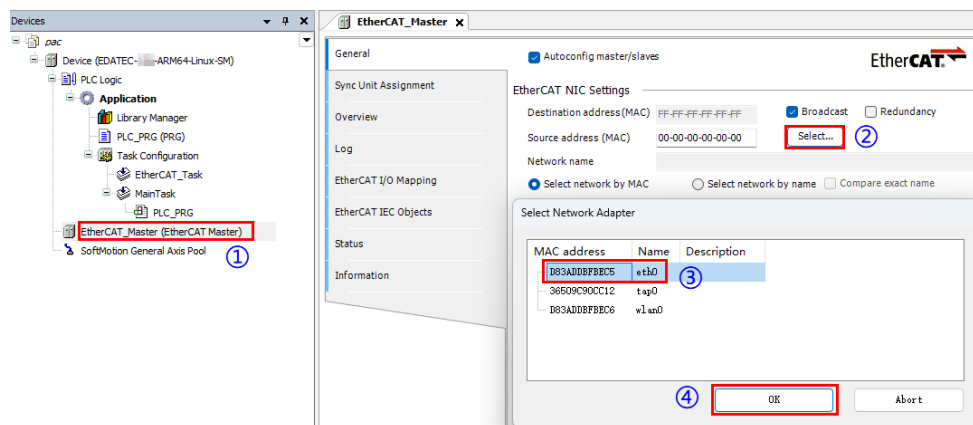 Devices
pac
Device (EDATEC- -ARM64-Linux-SM)
PLC Logic
Application
Library Manager
PLC_PRG (PRG)
Task Configuration
EtherCAT_Task
MainTask
PLC_PRG
EtherCAT_Master (EtherCAT Master)
①
SoftMotion General Axis Pool
EtherCAT_Master
General
Sync Unit Assignment
Overview
Log
EtherCAT I/O Mapping
EtherCAT IEC Objects
Status
Information
Autoconfig master/slaves
EtherCAT.
EtherCAT NIC Settings
Destination address(MAC) FF-FF-FF-FF-FF-FF Broadcast Redundancy
Source address (MAC) 00-00-00-00-00-00 Select... ②
Network name
Select network by MAC Select network by name Compare exact name
Select Network Adapter
MAC address Name Description
D83ADDBFBEC5 eth0 ③
36509C90CC12 tap0
D83ADDBFBEC6 wlan0
④ OK Abort